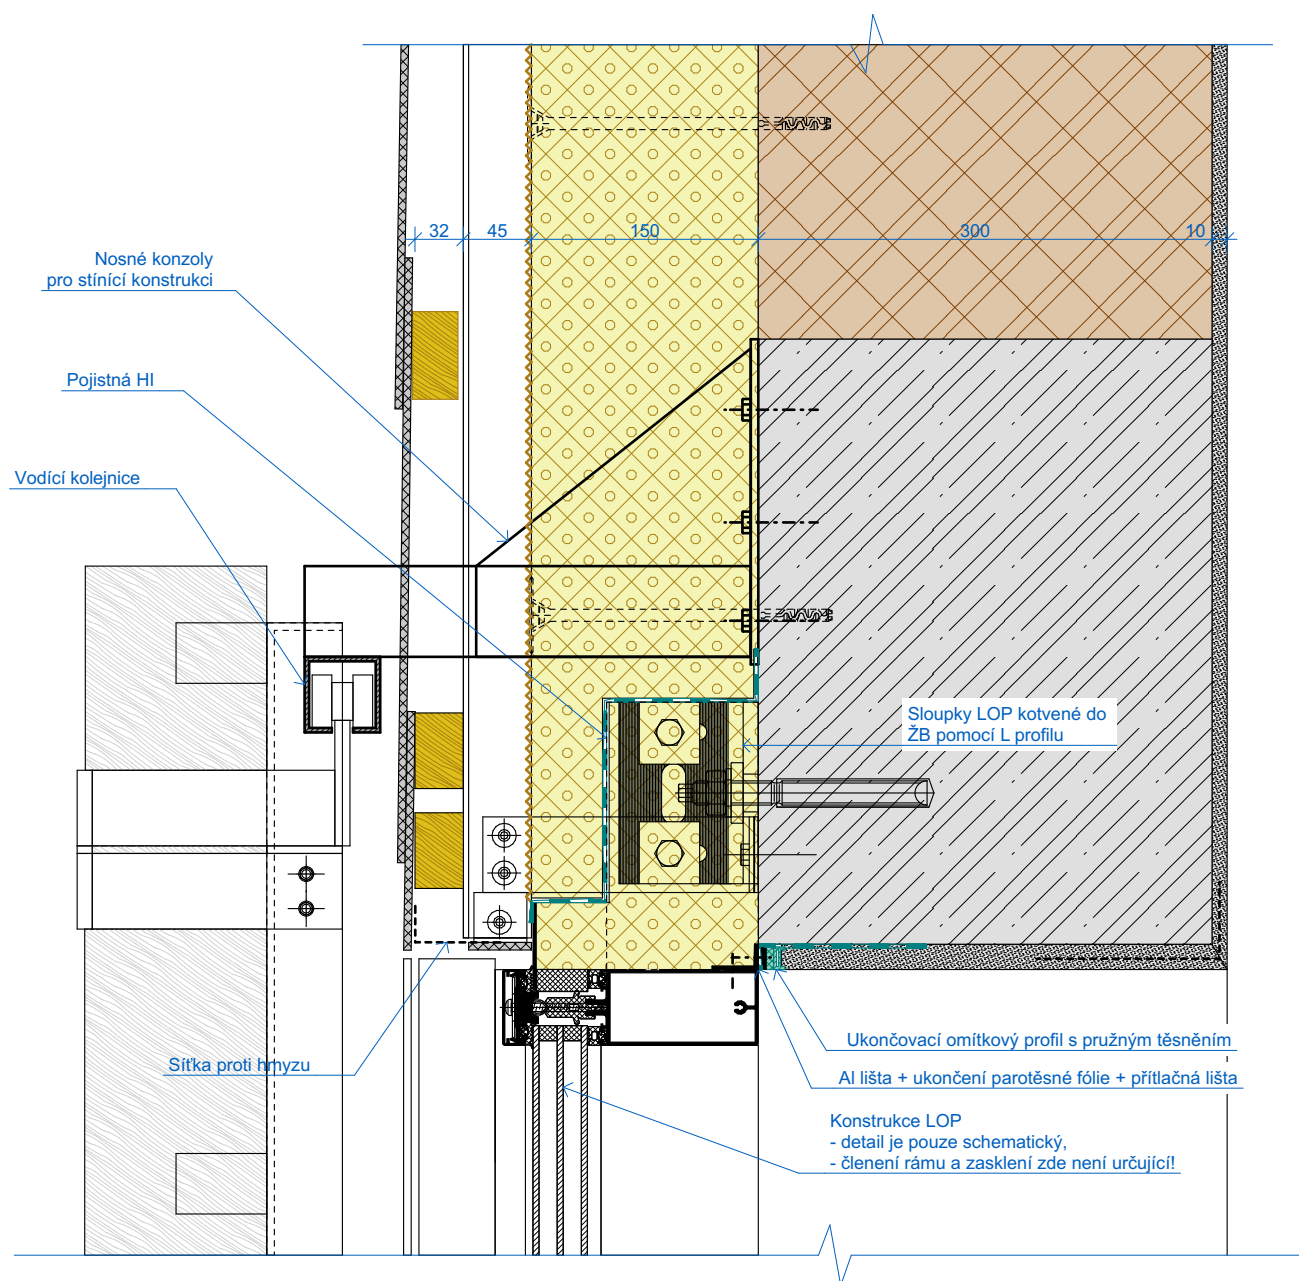 32 45 150 300 10
Nosné konzoly
pro stínící konstrukci
Pojistná HI
Vodící kolejnice
Sloupky LOP kotvené do
ŽB pomocí L profilu
Ukončovací omítkový profil s pružným těsněním
Síťka proti hmyzu
Al lišta + ukončení parotěsné fólie + přítlačná lišta
Konstrukce LOP
- detail je pouze schematický,
- členení rámu a zasklení zde není určující!